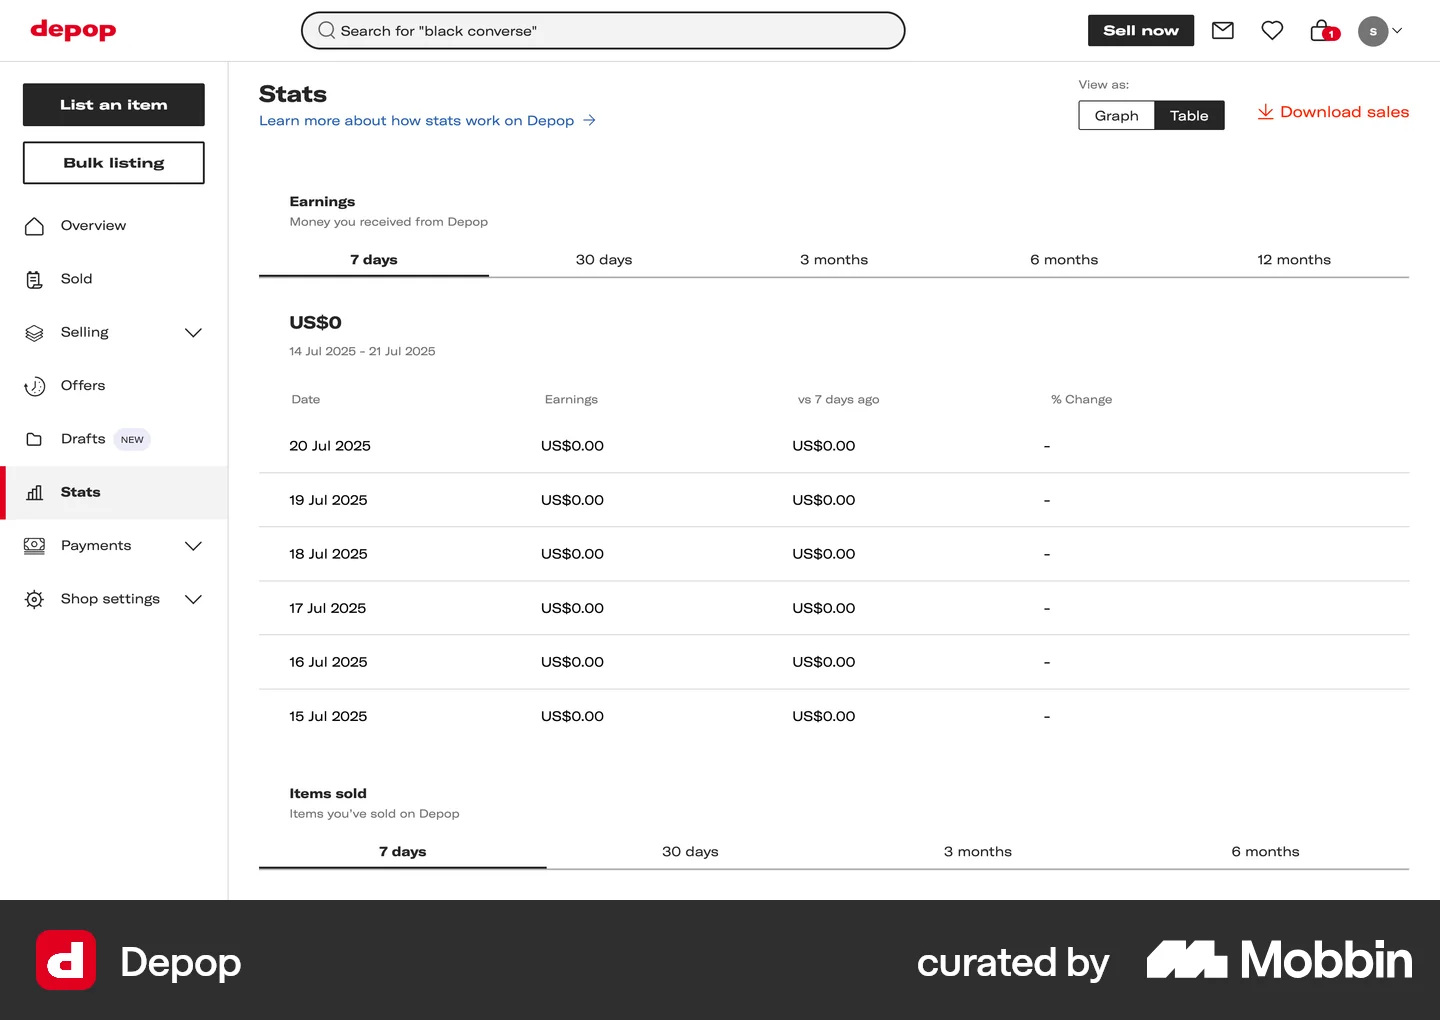 depop
Search for "black converse"
Sell now
1
s
List an item
Bulk listing
Overview
Sold
Selling
Offers
Drafts NEW
Stats
Payments
Shop settings
Stats
Learn more about how stats work on Depop
View as:
Graph Table
Download sales
Earnings
Money you received from Depop
7 days 30 days 3 months 6 months 12 months
US$0
14 Jul 2025 - 21 Jul 2025
Date Earnings vs 7 days ago % Change
20 Jul 2025 US$0.00 US$0.00 -
19 Jul 2025 US$0.00 US$0.00 -
18 Jul 2025 US$0.00 US$0.00 -
17 Jul 2025 US$0.00 US$0.00 -
16 Jul 2025 US$0.00 US$0.00 -
15 Jul 2025 US$0.00 US$0.00 -
Items sold
Items you've sold on Depop
7 days 30 days 3 months 6 months
d Depop
curated by Mobbin